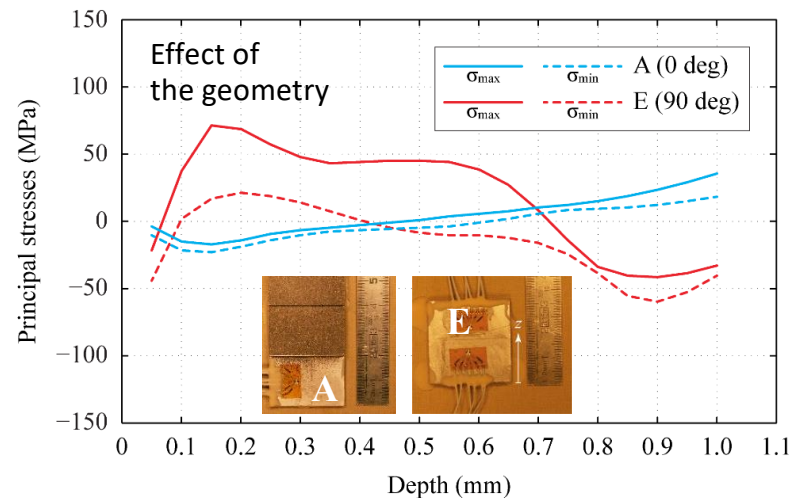 Effect of
the geometry
σmax
σmin
A (0 deg)
σmax
σmin
E (90 deg)
Principal stresses (MPa)
150
100
50
0
−50
−100
−150
A
E
z
0
0.1
0.2
0.3
0.4
0.5
0.6
0.7
0.8
0.9
1.0
1.1
Depth (mm)